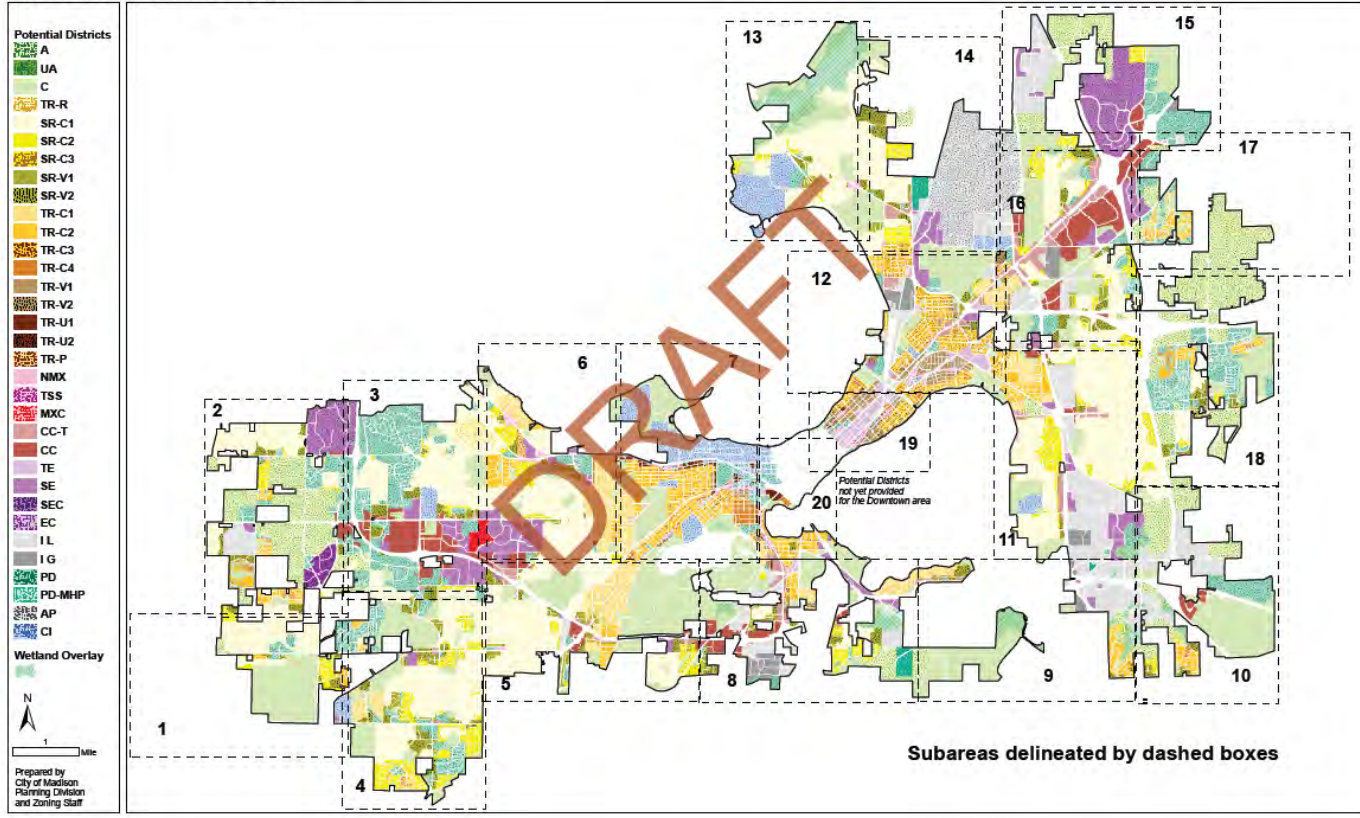 Potential Districts
A
UA
C
TR-R
SR-C1
SR-C2
SR-C3
SR-V1
SR-V2
TR-C1
TR-C2
TR-C3
TR-C4
TR-V1
TR-V2
TR-U1
TR-U2
TR-P
NMX
TSS
MXC
CC-T
CC
TE
SE
SEC
EC
I L
I G
PD
PD-MHP
AP
CI
Wetland Overlay
N
1
Mile
Prepared by
City of Madison
Planning Division
and Zoning Staff
13
14
15
17
16
12
6
7
3
2
19
18
Potential Districts
not yet provided
for the Downtown area
20
11
1
5
8
9
10
4
DRAFT
Subareas delineated by dashed boxes